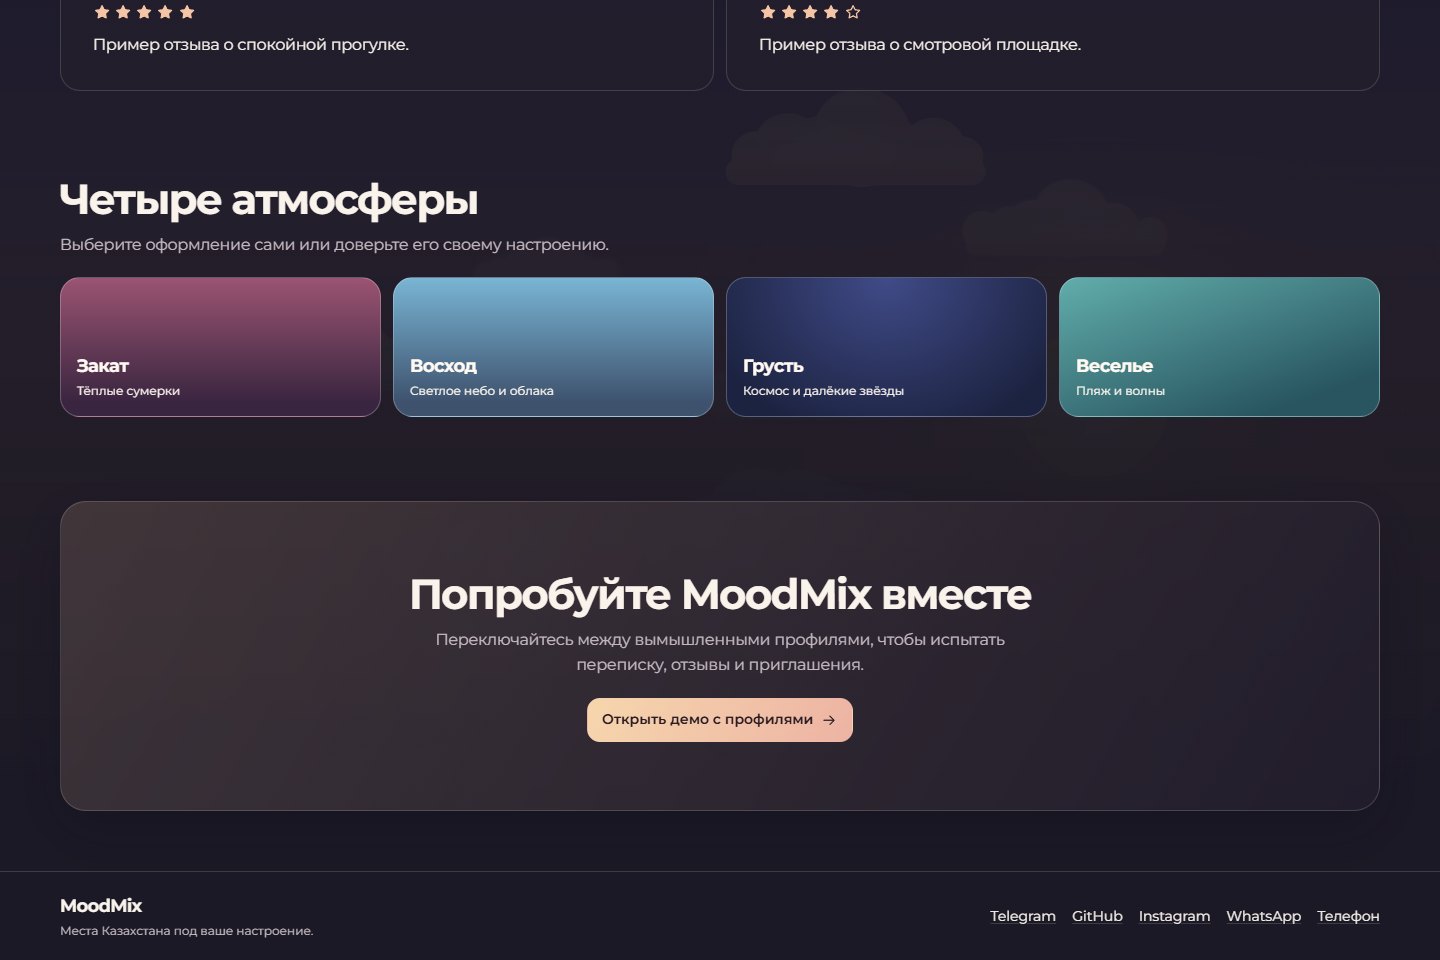 Пример отзыва о спокойной прогулке.
Пример отзыва о смотровой площадке.
Четыре атмосферы
Выберите оформление сами или доверьте его своему настроению.
Закат
Тёплые сумерки
Восход
Светлое небо и облака
Грусть
Космос и далёкие звёзды
Веселье
Пляж и волны
Попробуйте MoodMix вместе
Переключайтесь между вымышленными профилями, чтобы испытать
переписку, отзывы и приглашения.
Открыть демо с профилями →
MoodMix
Места Казахстана под ваше настроение.
Telegram GitHub Instagram WhatsApp Телефон